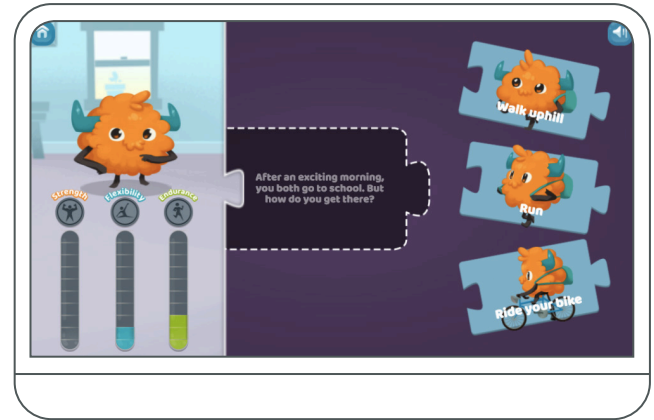 Strength
Flexibility
Endurance
After an exciting morning,
you both go to school. But
how do you get there?
Walk uphill
Run
Ride your bike